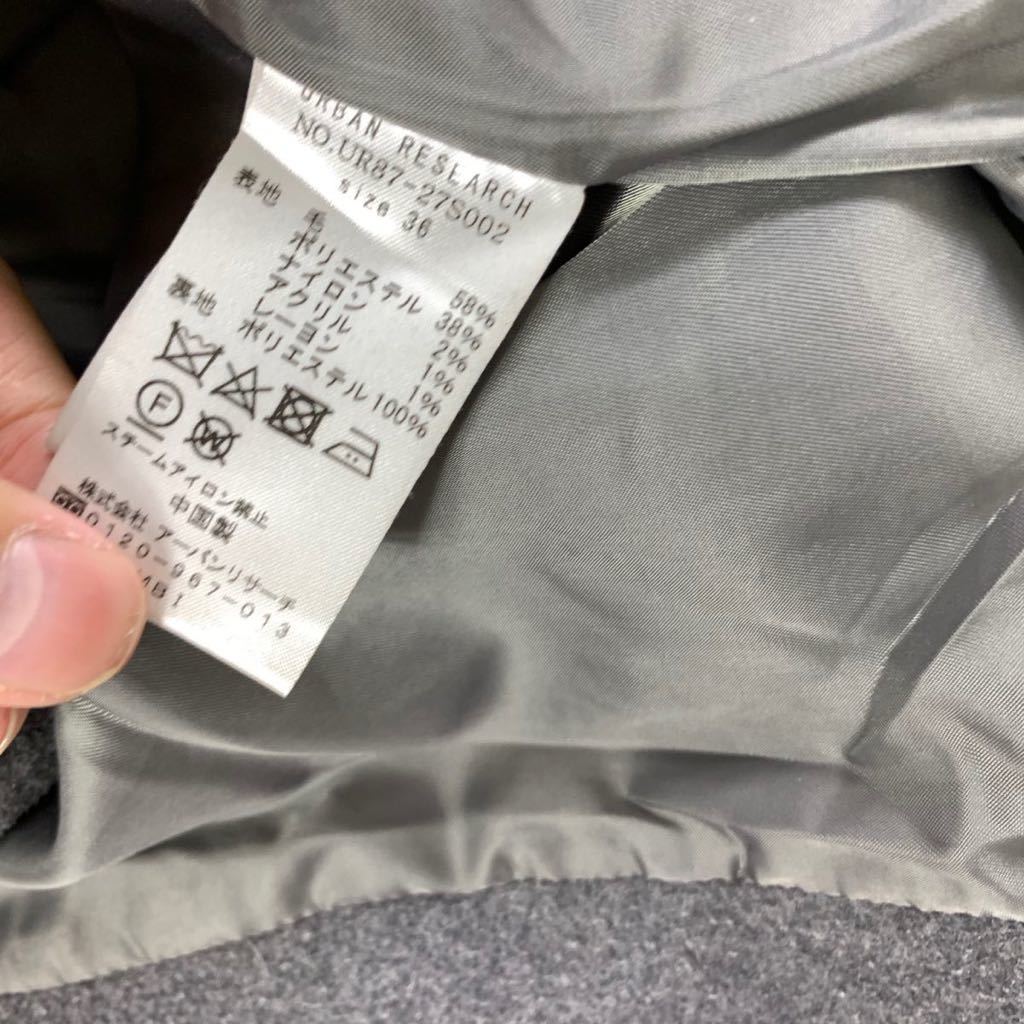 URBAN RESEARCH
NO.UR87-27S002
size 36
表地 毛 58%
ポリエステル 38%
ナイロン 2%
アクリル 1%
レーヨン 1%
裏地 ポリエステル 100%
F W
スチームアイロン禁止
中国製
株式会社 アーバンリサーチ
0120-967-013